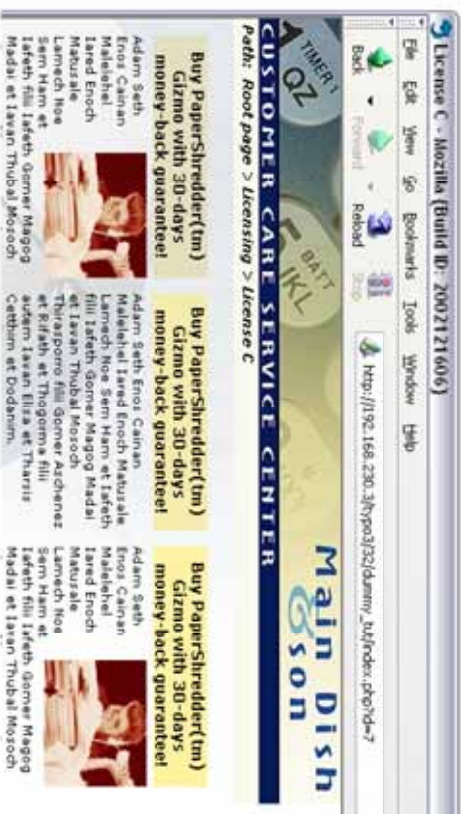 License C - Mozilla {Build ID: 2002121606}
File Edit View Go Bookmarks Tools Window Help
Back Forward Reload Stop http://192.168.230.3/typo3/32/dummy_tut/index.php?id=7
TIMER 1
QZ
5 BATT
JKL
Main Dish
& son
CUSTOMER CARE SERVICE CENTER
Path: Root page > Licensing > License C
Buy PaperShredder(tm)
Gizmo with 30-days
money-back guarantee!
Adam Seth
Enos Cainan
Malelehel
Iared Enoch
Matusale
Lamech Noe
Sem Ham et
Iafeth filii Iafeth Gomer Magog
Madai et Iavan Thubal Mosoch
Buy PaperShredder(tm)
Gizmo with 30-days
money-back guarantee!
Adam Seth Enos Cainan
Malelehel Iared Enoch Matusale
Lamech Noe Sem Ham et Iafeth
filii Iafeth Gomer Magog Madai
et Iavan Thubal Mosoch
Thirasporro filii Gomer Aschenez
et Rifath et Thogorma filii
autem Iavan Elisa et Tharsis
Cetthim et Dodanim.
Buy PaperShredder(tm)
Gizmo with 30-days
money-back guarantee!
Adam Seth
Enos Cainan
Malelehel
Iared Enoch
Matusale
Lamech Noe
Sem Ham et
Iafeth filii Iafeth Gomer Magog
Madai et Iavan Thubal Mosoch